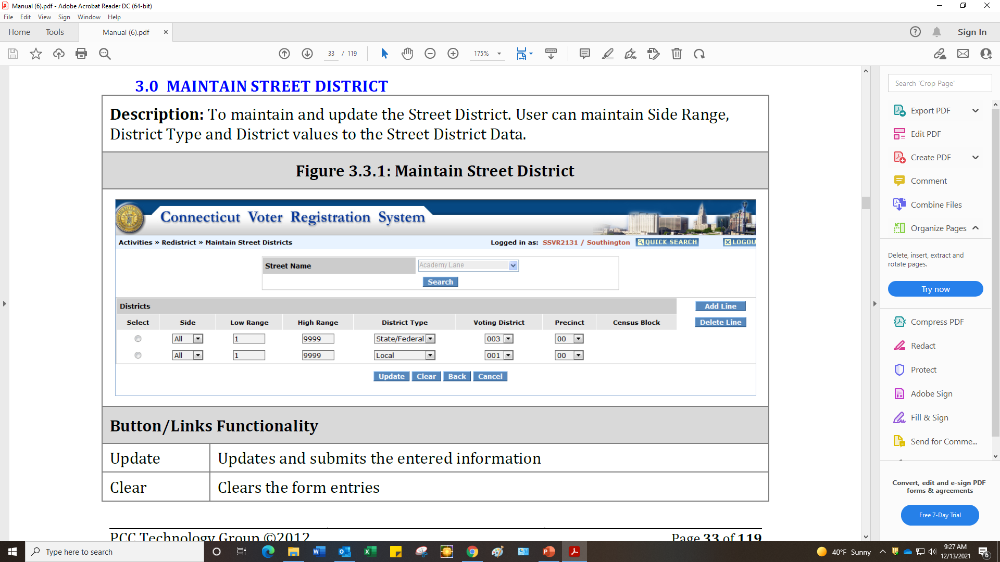 Manual (6).pdf - Adobe Acrobat Reader DC (64-bit)
File Edit View Sign Window Help
Home Tools Manual (6).pdf × Sign In
33 / 119 175%
3.0 MAINTAIN STREET DISTRICT
Description: To maintain and update the Street District. User can maintain Side Range,
District Type and District values to the Street District Data.
Figure 3.3.1: Maintain Street District
Connecticut Voter Registration System
Activities » Redistrict » Maintain Street Districts Logged in as: SSVR2131 / Southington QUICK SEARCH LOGOU
Street Name Academy Lane
Search
Districts Add Line
Select Side Low Range High Range District Type Voting District Precinct Census Block Delete Line
All 1 9999 State/Federal 003 00
All 1 9999 Local 001 00
Update Clear Back Cancel
Button/Links Functionality
Update Updates and submits the entered information
Clear Clears the form entries
PCC Technology Group ©2012 Page 33 of 119
Search 'Crop Page'
Export PDF
Edit PDF
Create PDF
Comment
Combine Files
Organize Pages
Delete, insert, extract and
rotate pages.
Try now
Compress PDF
Redact
Protect
Adobe Sign
Fill & Sign
Send for Comme...
Convert, edit and e-sign PDF
forms & agreements
Free 7-Day Trial
Type here to search
40°F Sunny
9:27 AM
12/13/2021
6